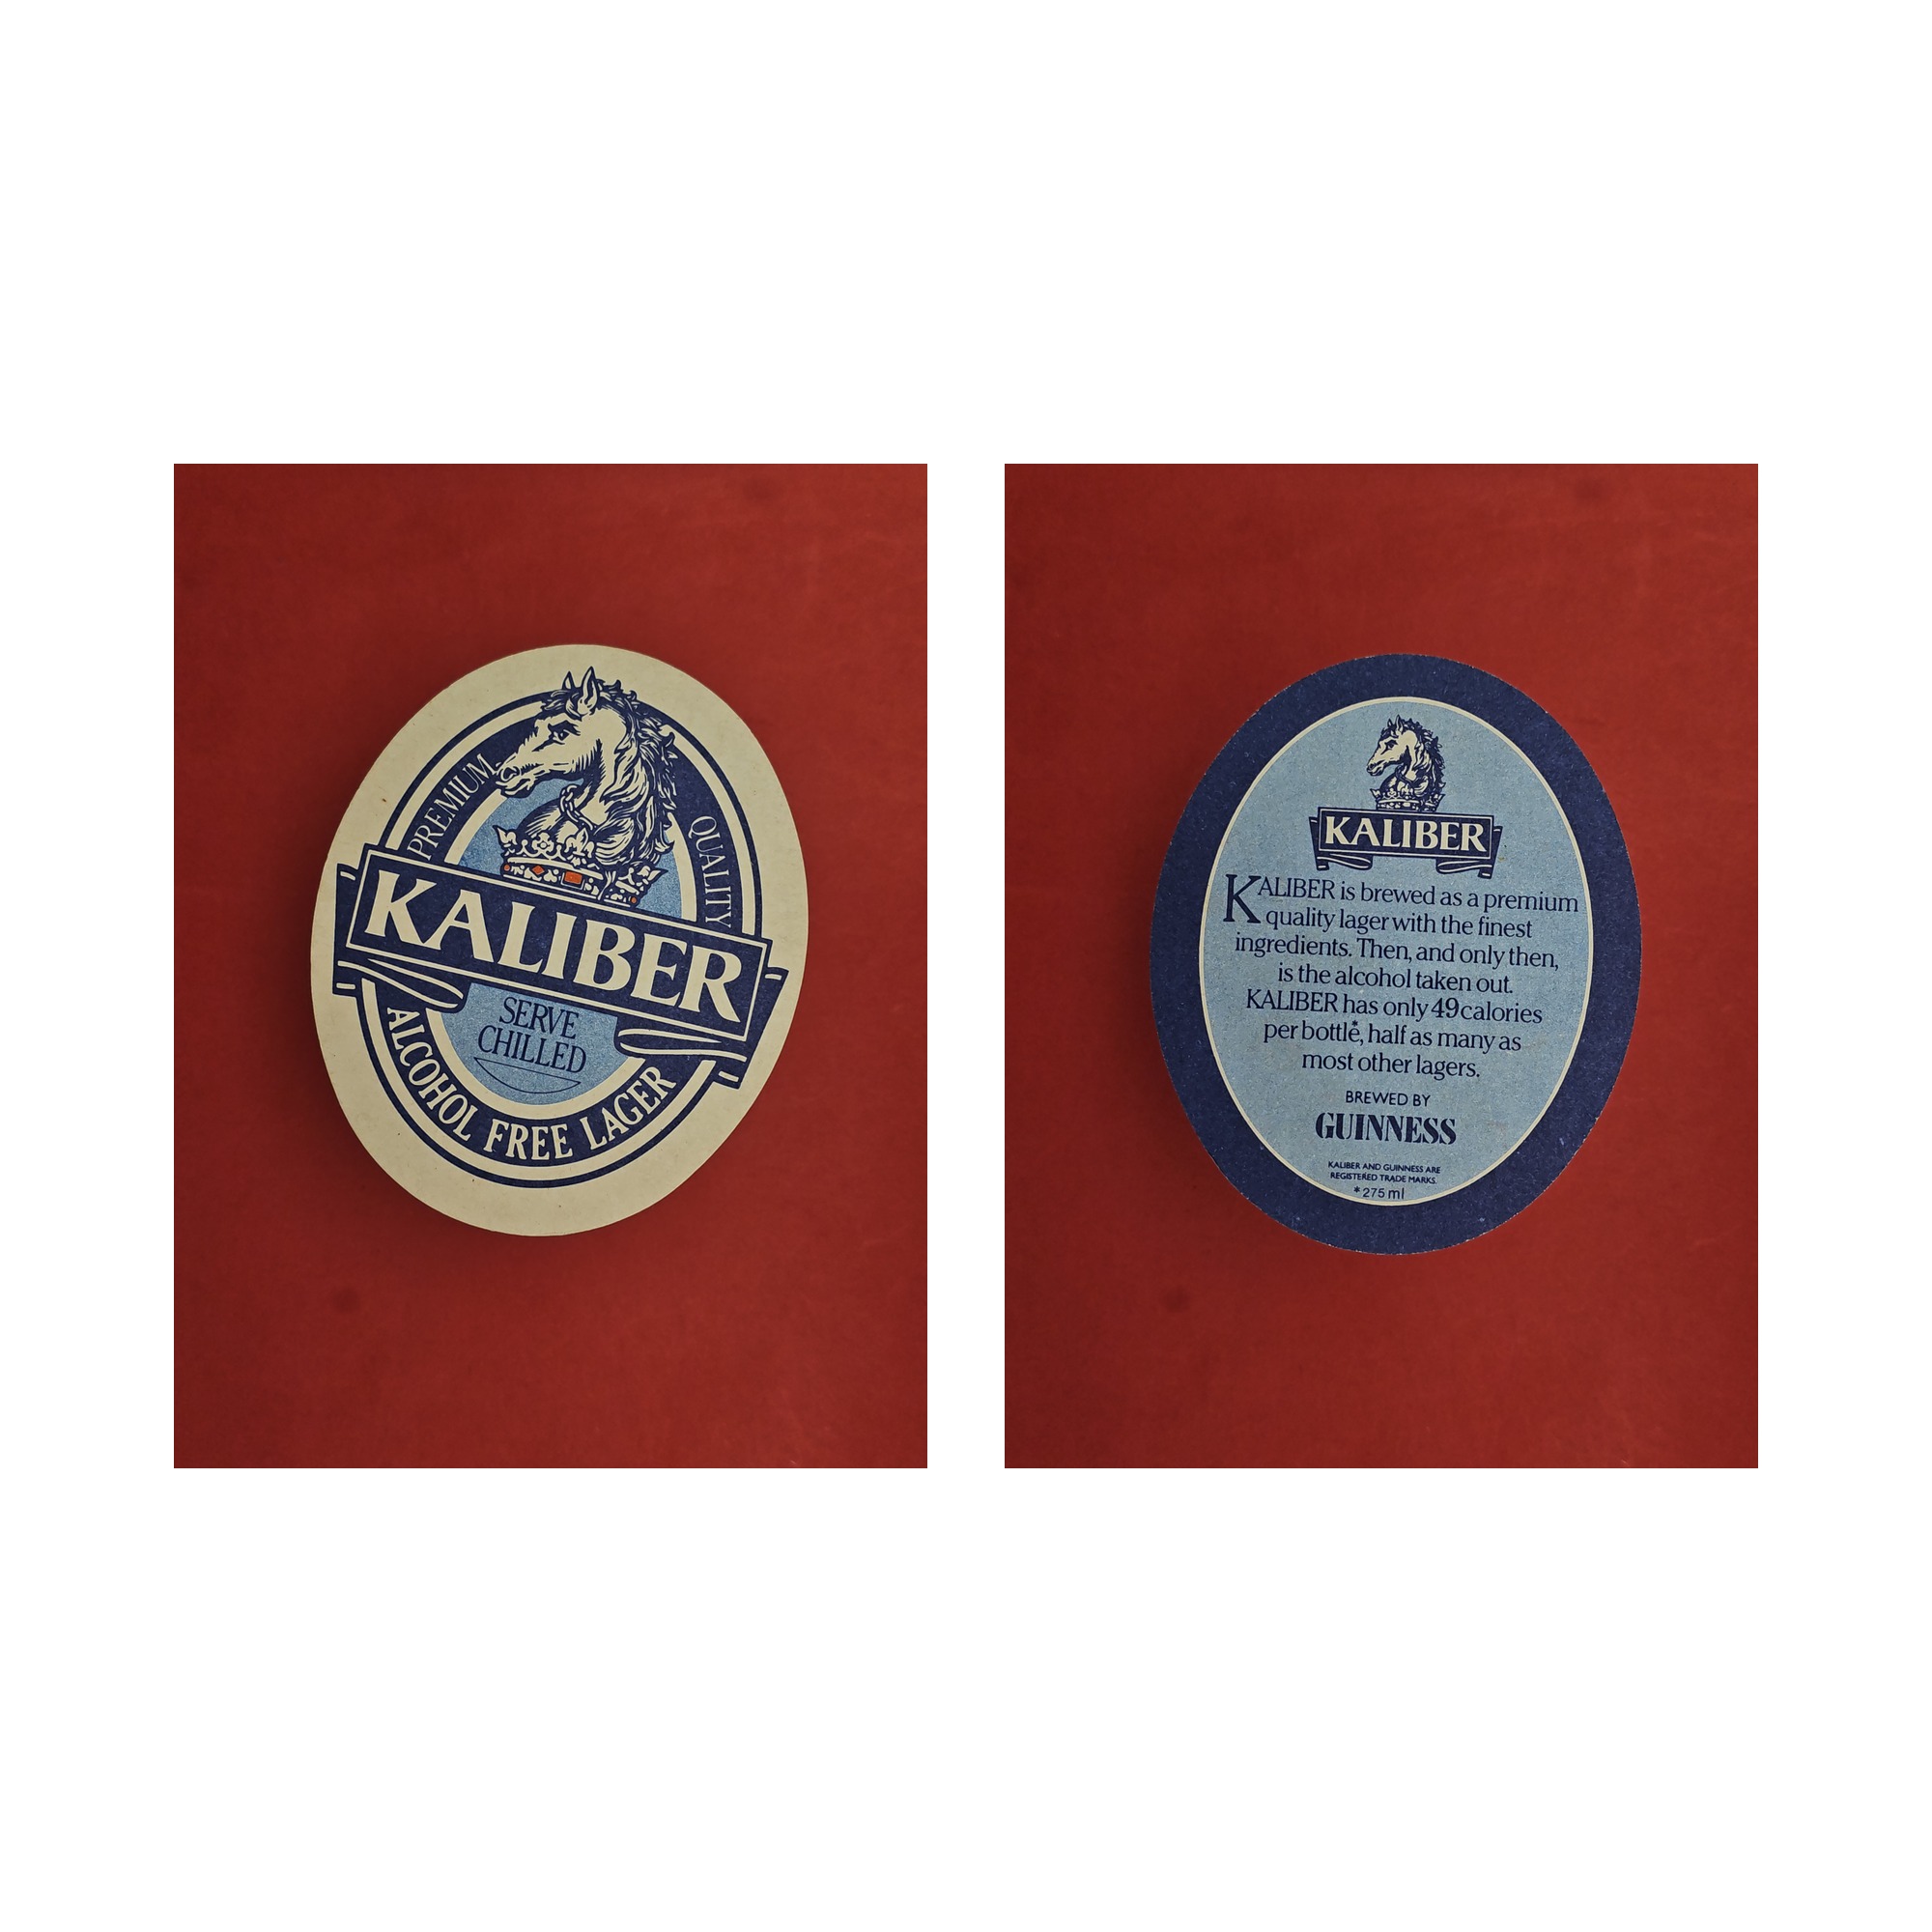 PREMIUM
QUALITY
KALIBER
SERVE
CHILLED
ALCOHOL FREE LAGER
KALIBER
KALIBER is brewed as a premium
quality lager with the finest
ingredients. Then, and only then,
is the alcohol taken out.
KALIBER has only 49 calories
per bottle*, half as many as
most other lagers.
BREWED BY
GUINNESS
KALIBER AND GUINNESS ARE
REGISTERED TRADE MARKS.
*275 ml